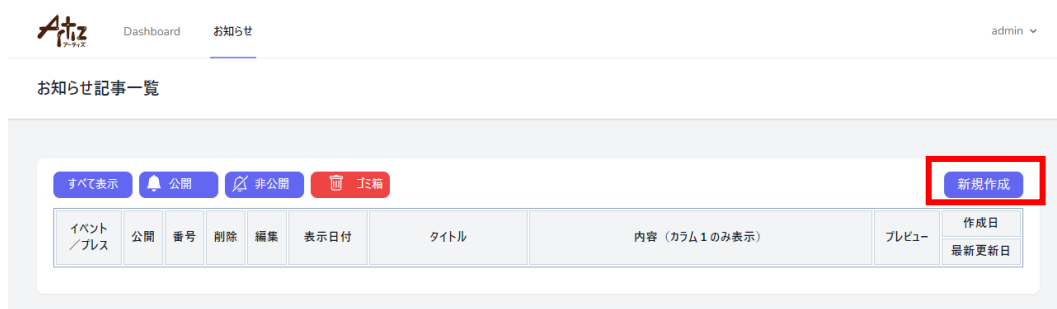 Artiz
アーティズ
Dashboard
お知らせ
admin
お知らせ記事一覧
すべて表示
公開
非公開
ゴミ箱
新規作成
イベント
／プレス
公開
番号
削除
編集
表示日付
タイトル
内容（カラム１のみ表示）
プレビュー
作成日
最新更新日